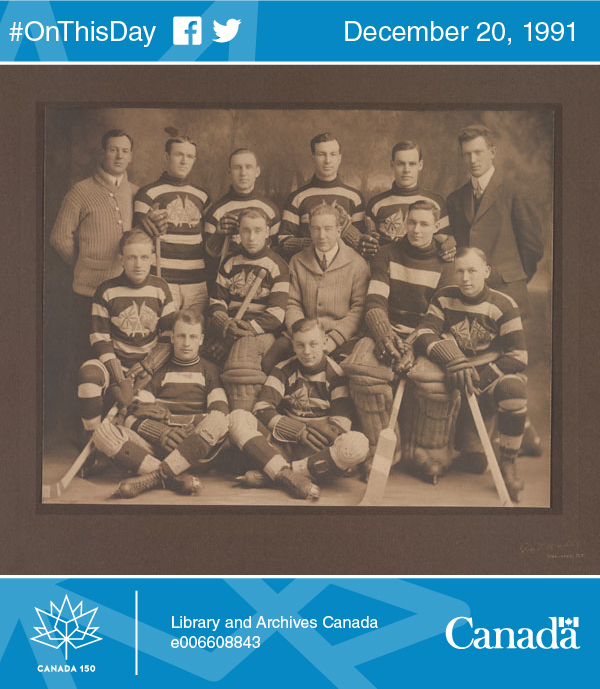 #OnThisDay
December 20, 1991
CANADA 150
Library and Archives Canada
e006608843
Canada